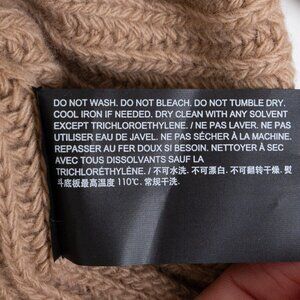 DO NOT WASH. DO NOT BLEACH. DO NOT TUMBLE DRY.
COOL IRON IF NEEDED. DRY CLEAN WITH ANY SOLVENT
EXCEPT TRICHLOROETHYLENE. / NE PAS LAVER. NE PAS
UTILISER EAU DE JAVEL. NE PAS SÉCHER À LA MACHINE.
REPASSER AU FER DOUX SI BESOIN. NETTOYER À SEC
AVEC TOUS DISSOLVANTS SAUF LA
TRICHLORÉTHYLÈNE. / 不可水洗. 不可漂白. 不可翻转干燥. 熨
斗底板最高温度 110℃. 常规干洗.